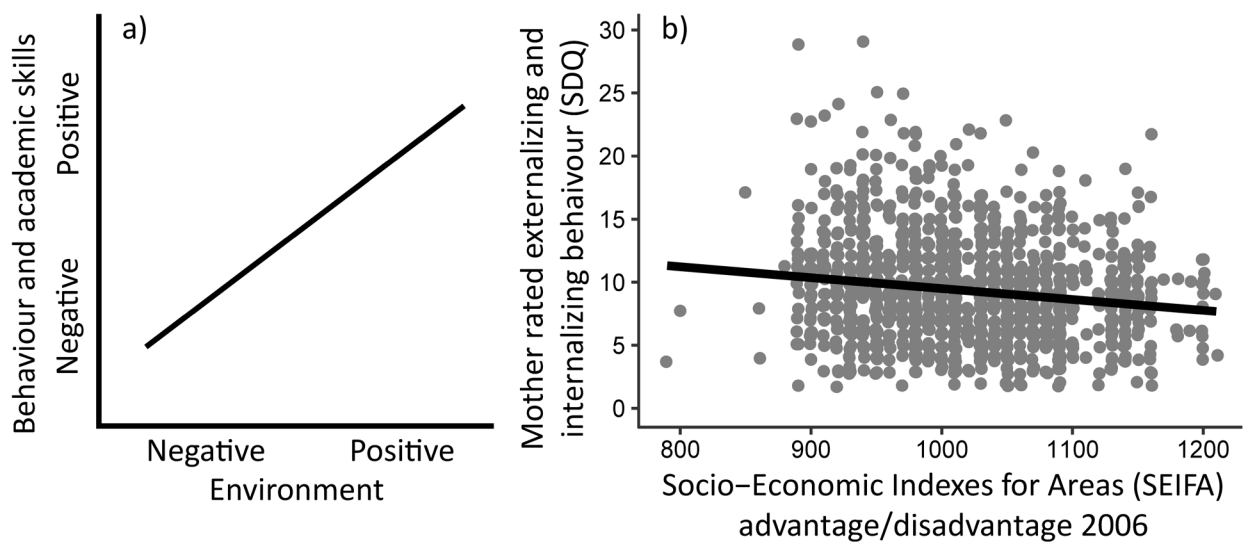 a)
Behaviour and academic skills
Negative Positive
Negative Positive
Environment
b)
Mother rated externalizing and
internalizing behaivour (SDQ)
30
25
20
15
10
5
0
800 900 1000 1100 1200
Socio−Economic Indexes for Areas (SEIFA)
advantage/disadvantage 2006